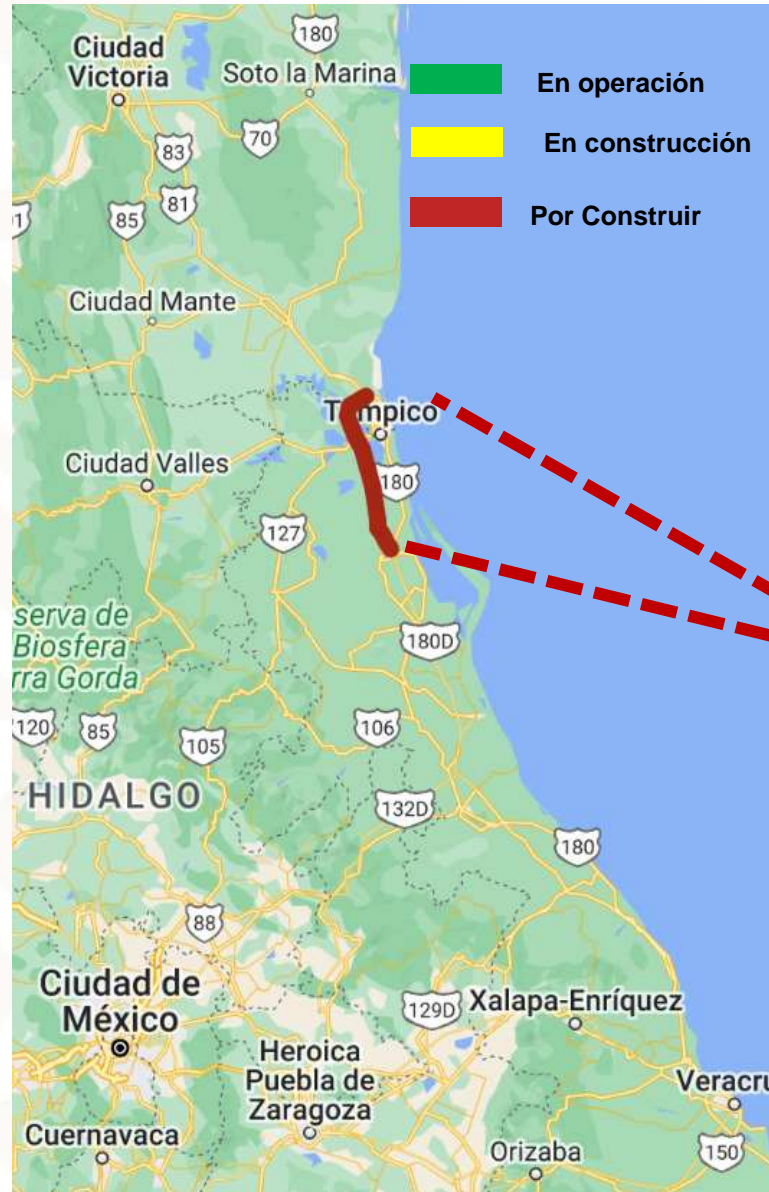 180
Ciudad
Victoria
Soto la Marina
En operación
83
70
En construcción
81
85
Por Construir
Ciudad Mante
Tampico
Ciudad Valles
180
127
serva de
Biosfera
rra Gorda
180D
120
85
105
106
HIDALGO
132D
180
88
Ciudad de
México
129D
Xalapa-Enríquez
Heroica
Puebla de
Zaragoza
Veracru
Cuernavaca
Orizaba
150